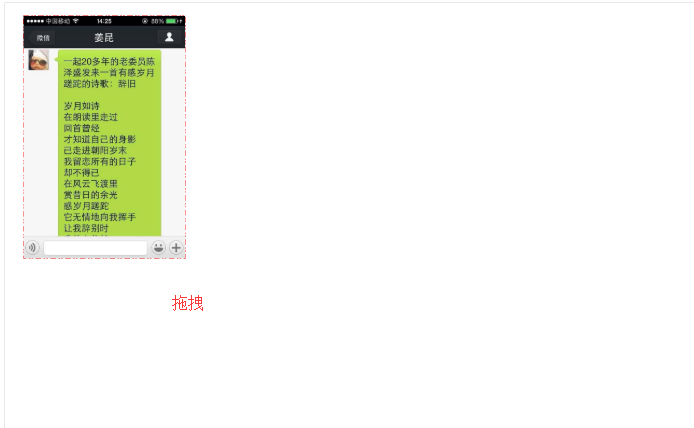 中国移动 14:25 88%
微信 姜昆
一起20多年的老委员陈
泽盛发来一首有感岁月
蹉跎的诗歌：辞旧
岁月如诗
在朗读里走过
回首曾经
才知道自己的身影
已走进朝阳岁末
我留恋所有的日子
却不得已
在风云飞渡里
赏昔日的余光
感岁月蹉跎
它无情地向我挥手
让我辞别时
拖拽